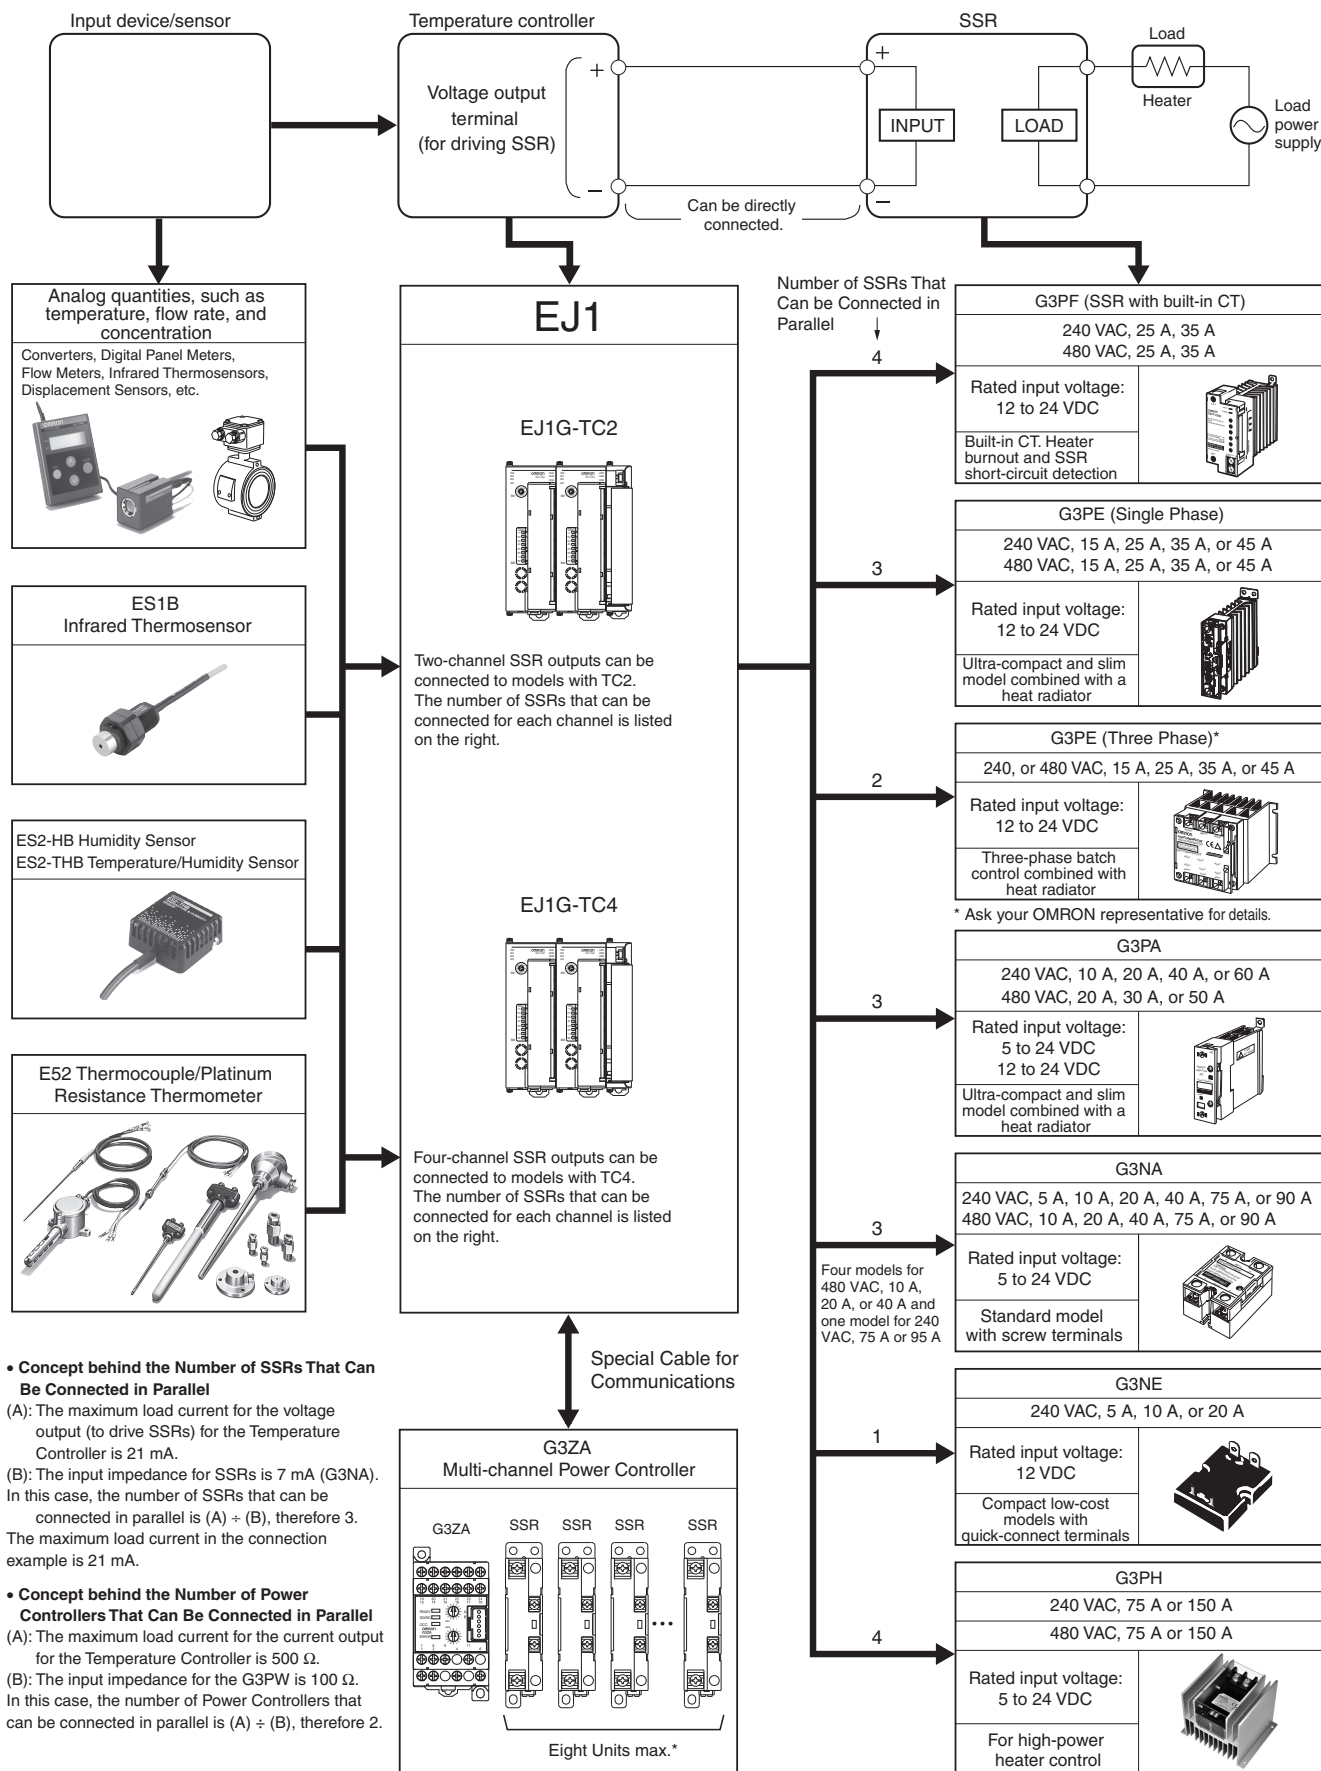 Input device/sensor
Temperature controller
SSR
Voltage output
terminal
(for driving SSR)
+
−
Can be directly
connected.
+
−
INPUT
LOAD
Load
Heater
Load
power
supply
Analog quantities, such as
temperature, flow rate, and
concentration
Converters, Digital Panel Meters,
Flow Meters, Infrared Thermosensors,
Displacement Sensors, etc.
ES1B
Infrared Thermosensor
ES2-HB Humidity Sensor
ES2-THB Temperature/Humidity Sensor
E52 Thermocouple/Platinum
Resistance Thermometer
EJ1
EJ1G-TC2
Two-channel SSR outputs can be
connected to models with TC2.
The number of SSRs that can be
connected for each channel is listed
on the right.
EJ1G-TC4
Four-channel SSR outputs can be
connected to models with TC4.
The number of SSRs that can be
connected for each channel is listed
on the right.
Special Cable for
Communications
G3ZA
Multi-channel Power Controller
G3ZA
SSR SSR SSR SSR
Eight Units max.*
Number of SSRs That
Can be Connected in
Parallel
4
G3PF (SSR with built-in CT)
240 VAC, 25 A, 35 A
480 VAC, 25 A, 35 A
Rated input voltage:
12 to 24 VDC
Built-in CT. Heater
burnout and SSR
short-circuit detection
3
G3PE (Single Phase)
240 VAC, 15 A, 25 A, 35 A, or 45 A
480 VAC, 15 A, 25 A, 35 A, or 45 A
Rated input voltage:
12 to 24 VDC
Ultra-compact and slim
model combined with a
heat radiator
2
G3PE (Three Phase)*
240, or 480 VAC, 15 A, 25 A, 35 A, or 45 A
Rated input voltage:
12 to 24 VDC
Three-phase batch
control combined with
heat radiator
* Ask your OMRON representative for details.
3
G3PA
240 VAC, 10 A, 20 A, 40 A, or 60 A
480 VAC, 20 A, 30 A, or 50 A
Rated input voltage:
5 to 24 VDC
12 to 24 VDC
Ultra-compact and slim
model combined with a
heat radiator
3
Four models for
480 VAC, 10 A,
20 A, or 40 A and
one model for 240
VAC, 75 A or 95 A
G3NA
240 VAC, 5 A, 10 A, 20 A, 40 A, 75 A, or 90 A
480 VAC, 10 A, 20 A, 40 A, 75 A, or 90 A
Rated input voltage:
5 to 24 VDC
Standard model
with screw terminals
1
G3NE
240 VAC, 5 A, 10 A, or 20 A
Rated input voltage:
12 VDC
Compact low-cost
models with
quick-connect terminals
4
G3PH
240 VAC, 75 A or 150 A
480 VAC, 75 A or 150 A
Rated input voltage:
5 to 24 VDC
For high-power
heater control
• Concept behind the Number of SSRs That Can
Be Connected in Parallel
(A): The maximum load current for the voltage
output (to drive SSRs) for the Temperature
Controller is 21 mA.
(B): The input impedance for SSRs is 7 mA (G3NA).
In this case, the number of SSRs that can be
connected in parallel is (A) ÷ (B), therefore 3.
The maximum load current in the connection
example is 21 mA.
• Concept behind the Number of Power
Controllers That Can Be Connected in Parallel
(A): The maximum load current for the current output
for the Temperature Controller is 500 Ω.
(B): The input impedance for the G3PW is 100 Ω.
In this case, the number of Power Controllers that
can be connected in parallel is (A) ÷ (B), therefore 2.